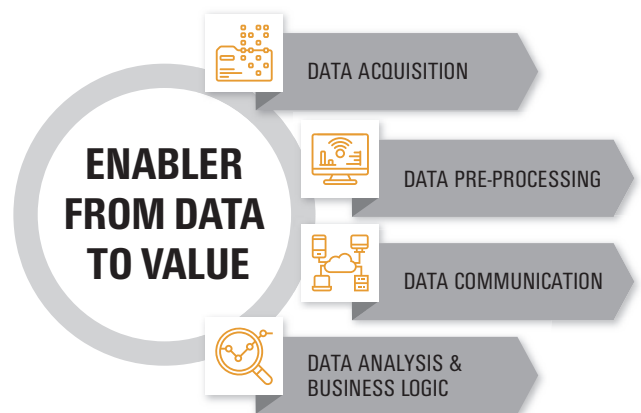 ENABLER
FROM DATA
TO VALUE
DATA ACQUISITION
DATA PRE-PROCESSING
DATA COMMUNICATION
DATA ANALYSIS &
BUSINESS LOGIC